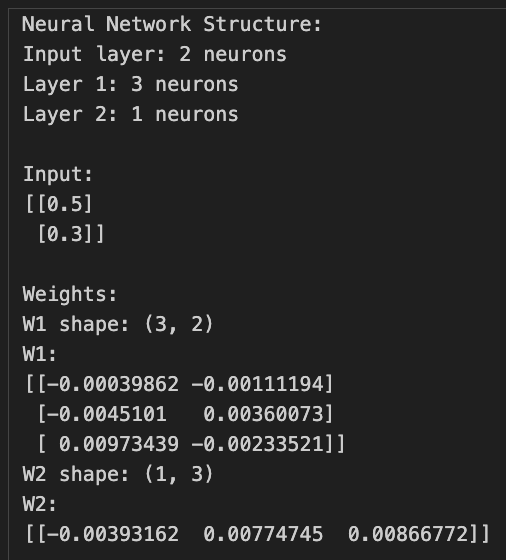 Neural Network Structure:
Input layer: 2 neurons
Layer 1: 3 neurons
Layer 2: 1 neurons
Input:
[[0.5]
 [0.3]]
Weights:
W1 shape: (3, 2)
W1:
[[-0.00039862 -0.00111194]
 [-0.0045101   0.00360073]
 [ 0.00973439 -0.00233521]]
W2 shape: (1, 3)
W2:
[[-0.00393162  0.00774745  0.00866772]]